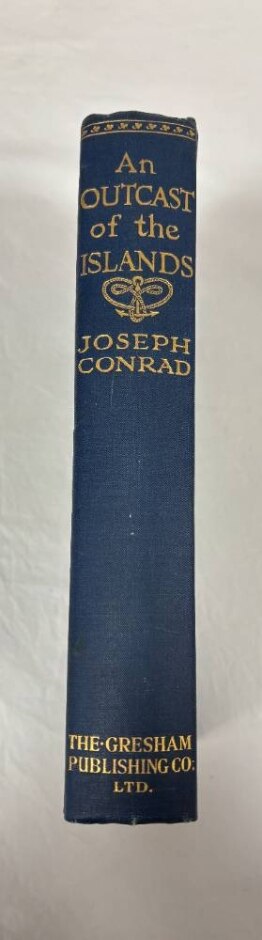 An
OUTCAST
of the
ISLANDS
JOSEPH
CONRAD
THE·GRESHAM
PUBLISHING CO:
LTD.